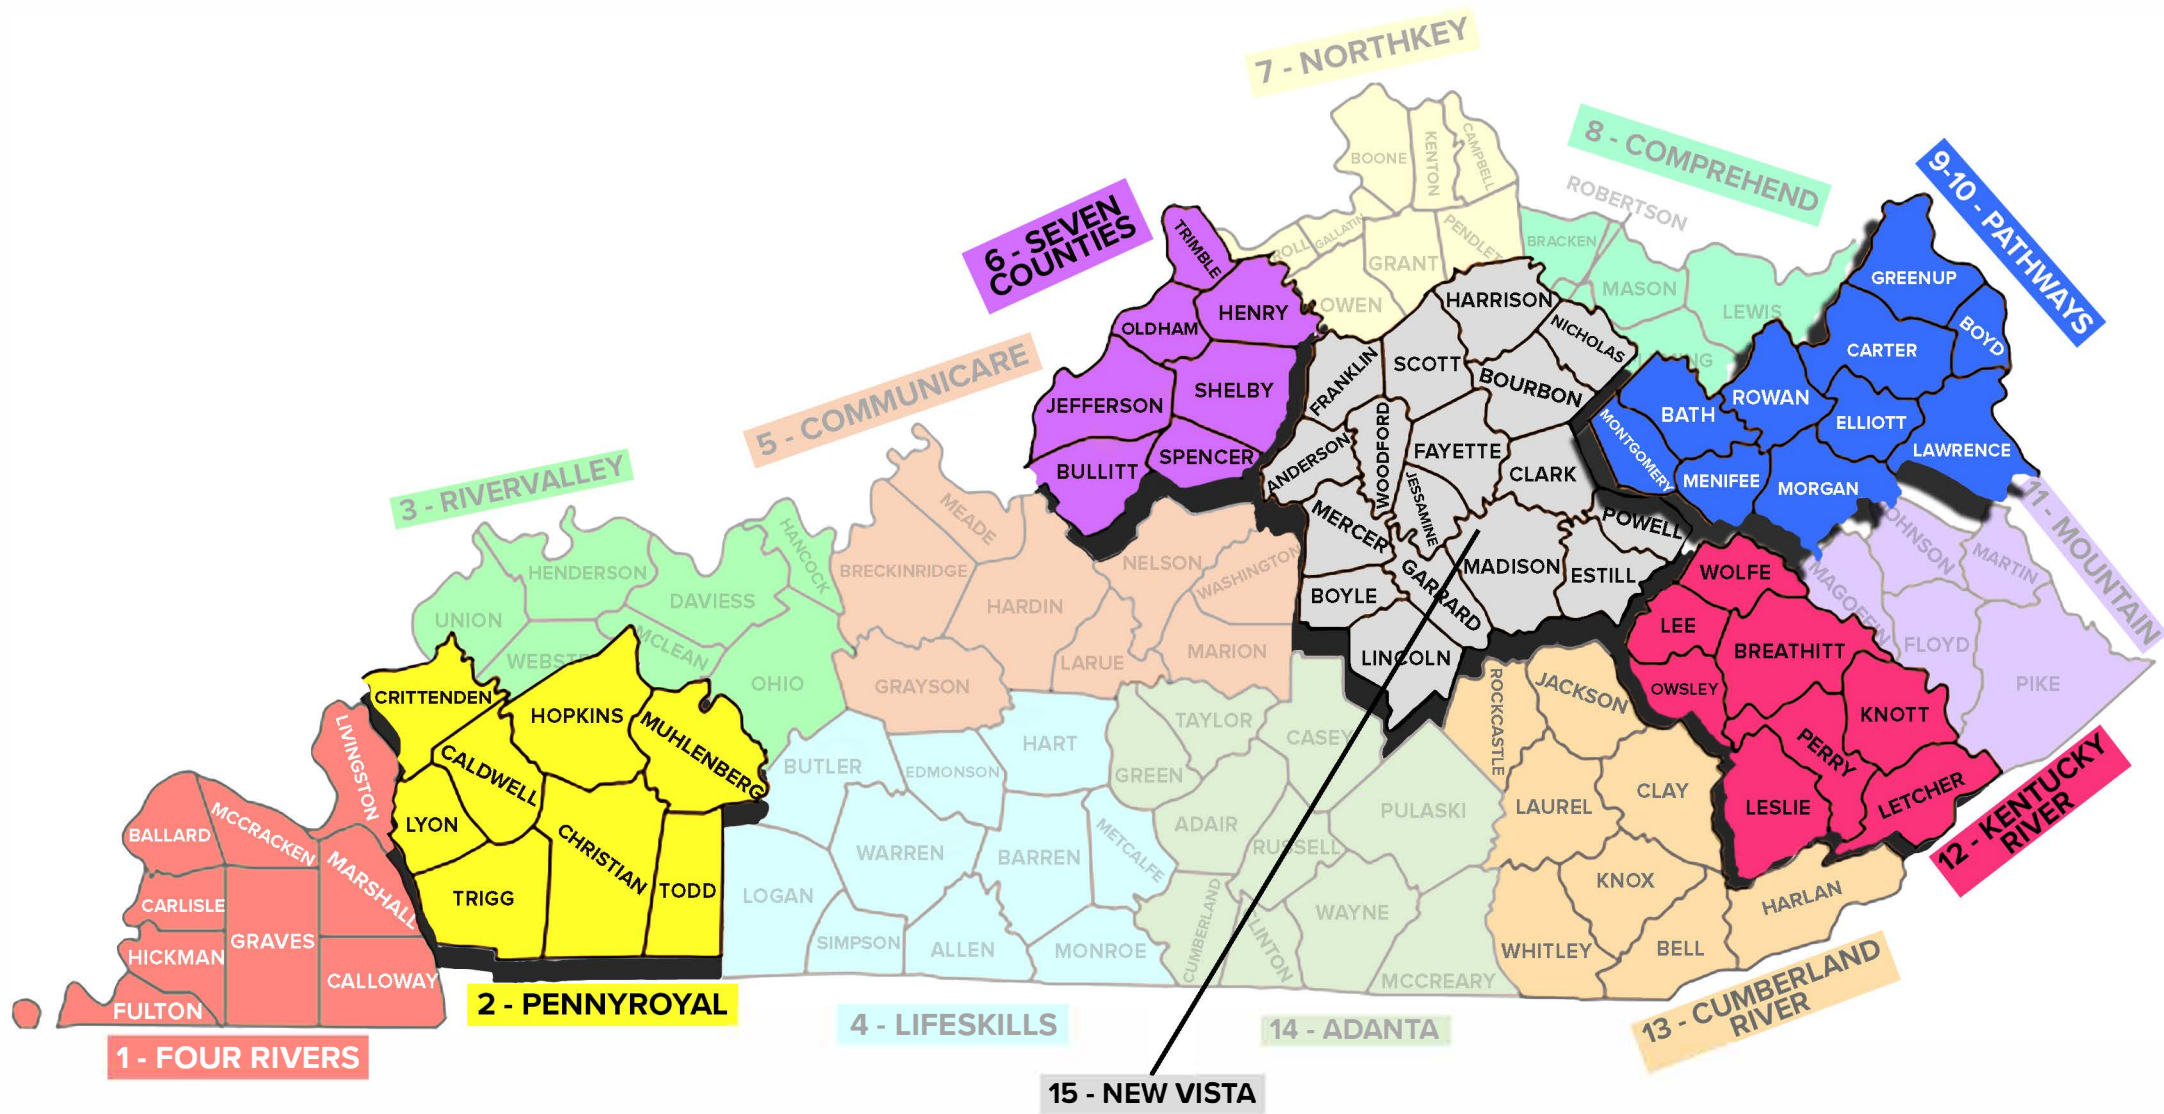 7 - NORTHKEY
8 - COMPREHEND
9-10 - PATHWAYS
6 - SEVEN
COUNTIES
5 - COMMUNICARE
3 - RIVERVALLEY
11 - MOUNTAIN
12 - KENTUCKY
RIVER
13 - CUMBERLAND
RIVER
14 - ADANTA
4 - LIFESKILLS
2 - PENNYROYAL
1 - FOUR RIVERS
15 - NEW VISTA
BOONE
KENTON
CAMPBELL
GALLATIN
GRANT
OWEN
ROBERTSON
BRACKEN
MASON
LEWIS
GREENUP
BOYD
CARTER
ROWAN
BATH
ELLIOTT
LAWRENCE
MONTGOMERY
MENIFEE
MORGAN
TRIMBLE
HENRY
OLDHAM
SHELBY
JEFFERSON
SPENCER
BULLITT
HARRISON
NICHOLAS
SCOTT
FRANKLIN
BOURBON
WOODFORD
FAYETTE
ANDERSON
CLARK
JESSAMINE
MERCER
POWELL
MADISON
ESTILL
GARRARD
BOYLE
LINCOLN
MEADE
BRECKINRIDGE
HARDIN
NELSON
WASHINGTON
LARUE
MARION
GRAYSON
HANCOCK
HENDERSON
DAVIESS
UNION
MCLEAN
OHIO
CRITTENDEN
HOPKINS
MUHLENBERG
CALDWELL
LYON
CHRISTIAN
TRIGG
TODD
LIVINGSTON
BALLARD
MCCRACKEN
MARSHALL
CARLISLE
GRAVES
HICKMAN
CALLOWAY
FULTON
BUTLER
EDMONSON
HART
WARREN
BARREN
METCALFE
LOGAN
SIMPSON
ALLEN
MONROE
TAYLOR
GREEN
CASEY
ADAIR
RUSSELL
PULASKI
CUMBERLAND
CLINTON
WAYNE
MCCREARY
ROCKCASTLE
JACKSON
LAUREL
CLAY
KNOX
WHITLEY
BELL
HARLAN
WOLFE
LEE
BREATHITT
OWSLEY
KNOTT
PERRY
LESLIE
LETCHER
MARTIN
MAGOFFIN
FLOYD
PIKE